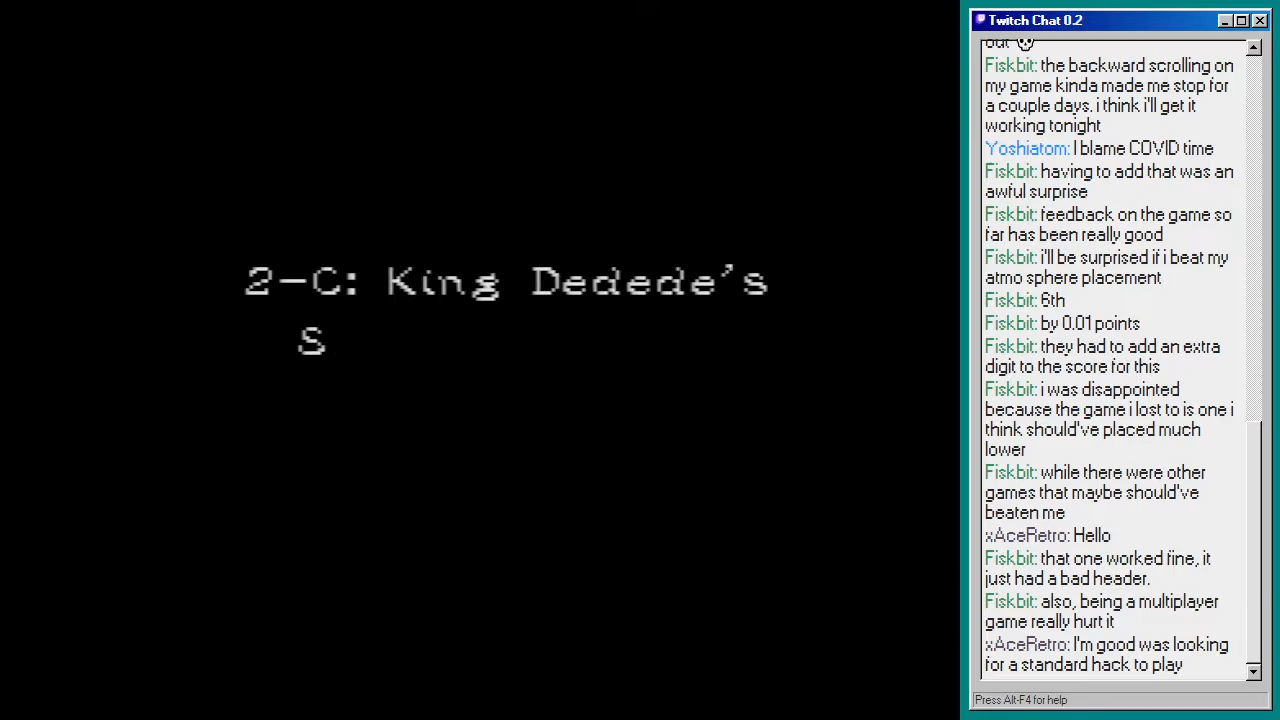 2-C: King Dedede's
S
Twitch Chat 0.2
out
Fiskbit: the backward scrolling on
my game kinda made me stop for
a couple days. i think i'll get it
working tonight
Yoshiatom: I blame COVID time
Fiskbit: having to add that was an
awful surprise
Fiskbit: feedback on the game so
far has been really good
Fiskbit: i'll be surprised if i beat my
atmo sphere placement
Fiskbit: 6th
Fiskbit: by 0.01 points
Fiskbit: they had to add an extra
digit to the score for this
Fiskbit: i was disappointed
because the game i lost to is one i
think should've placed much
lower
Fiskbit: while there were other
games that maybe should've
beaten me
xAceRetro: Hello
Fiskbit: that one worked fine, it
just had a bad header.
Fiskbit: also, being a multiplayer
game really hurt it
xAceRetro: I'm good was looking
for a standard hack to play
Press Alt-F4 for help